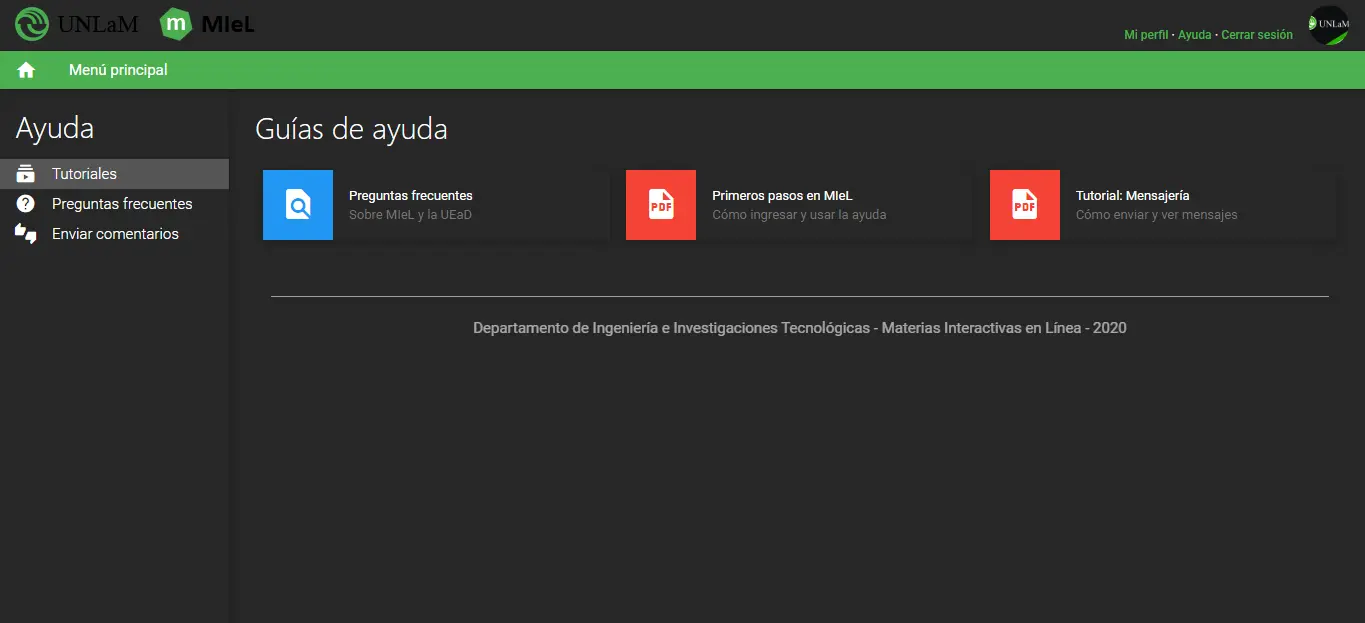 UNLaM
m MIeL
Mi perfil · Ayuda · Cerrar sesión
UNLaM
Menú principal
Ayuda
Tutoriales
Preguntas frecuentes
Enviar comentarios
Guías de ayuda
Preguntas frecuentes
Sobre MIeL y la UEaD
PDF
Primeros pasos en MIeL
Cómo ingresar y usar la ayuda
PDF
Tutorial: Mensajería
Cómo enviar y ver mensajes
Departamento de Ingeniería e Investigaciones Tecnológicas - Materias Interactivas en Línea - 2020